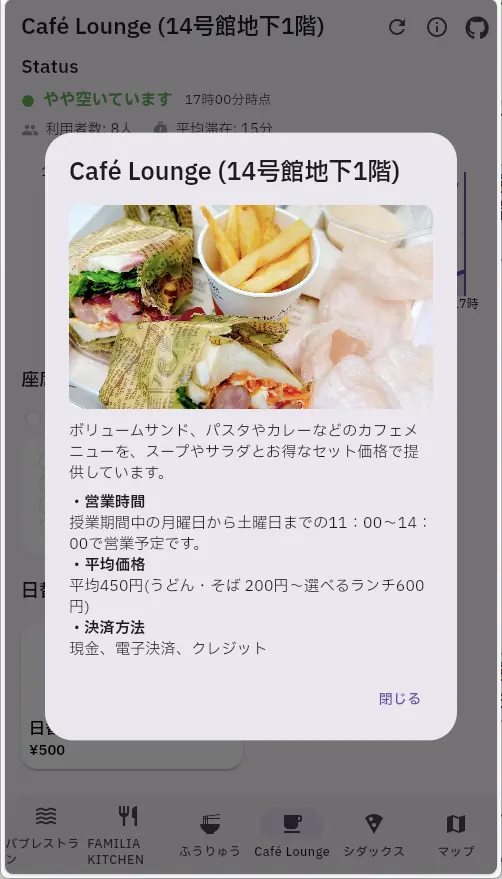 Café Lounge (14号館地下1階)
Status
やや空いています 17時00分時点
利用者数: 8人 平均滞在: 15分
Café Lounge (14号館地下1階)
7時
ボリュームサンド、パスタやカレーなどのカフェメ
ニューを、スープやサラダとお得なセット価格で提
供しています。
・営業時間
授業期間中の月曜日から土曜日までの11：00～14：
00で営業予定です。
・平均価格
平均450円(うどん・そば 200円～選べるランチ600
円)
・決済方法
現金、電子決済、クレジット
閉じる
日替
¥500
パブレストラ
ン
FAMILIA
KITCHEN
ふうりゅう
Café Lounge
シダックス
マップ